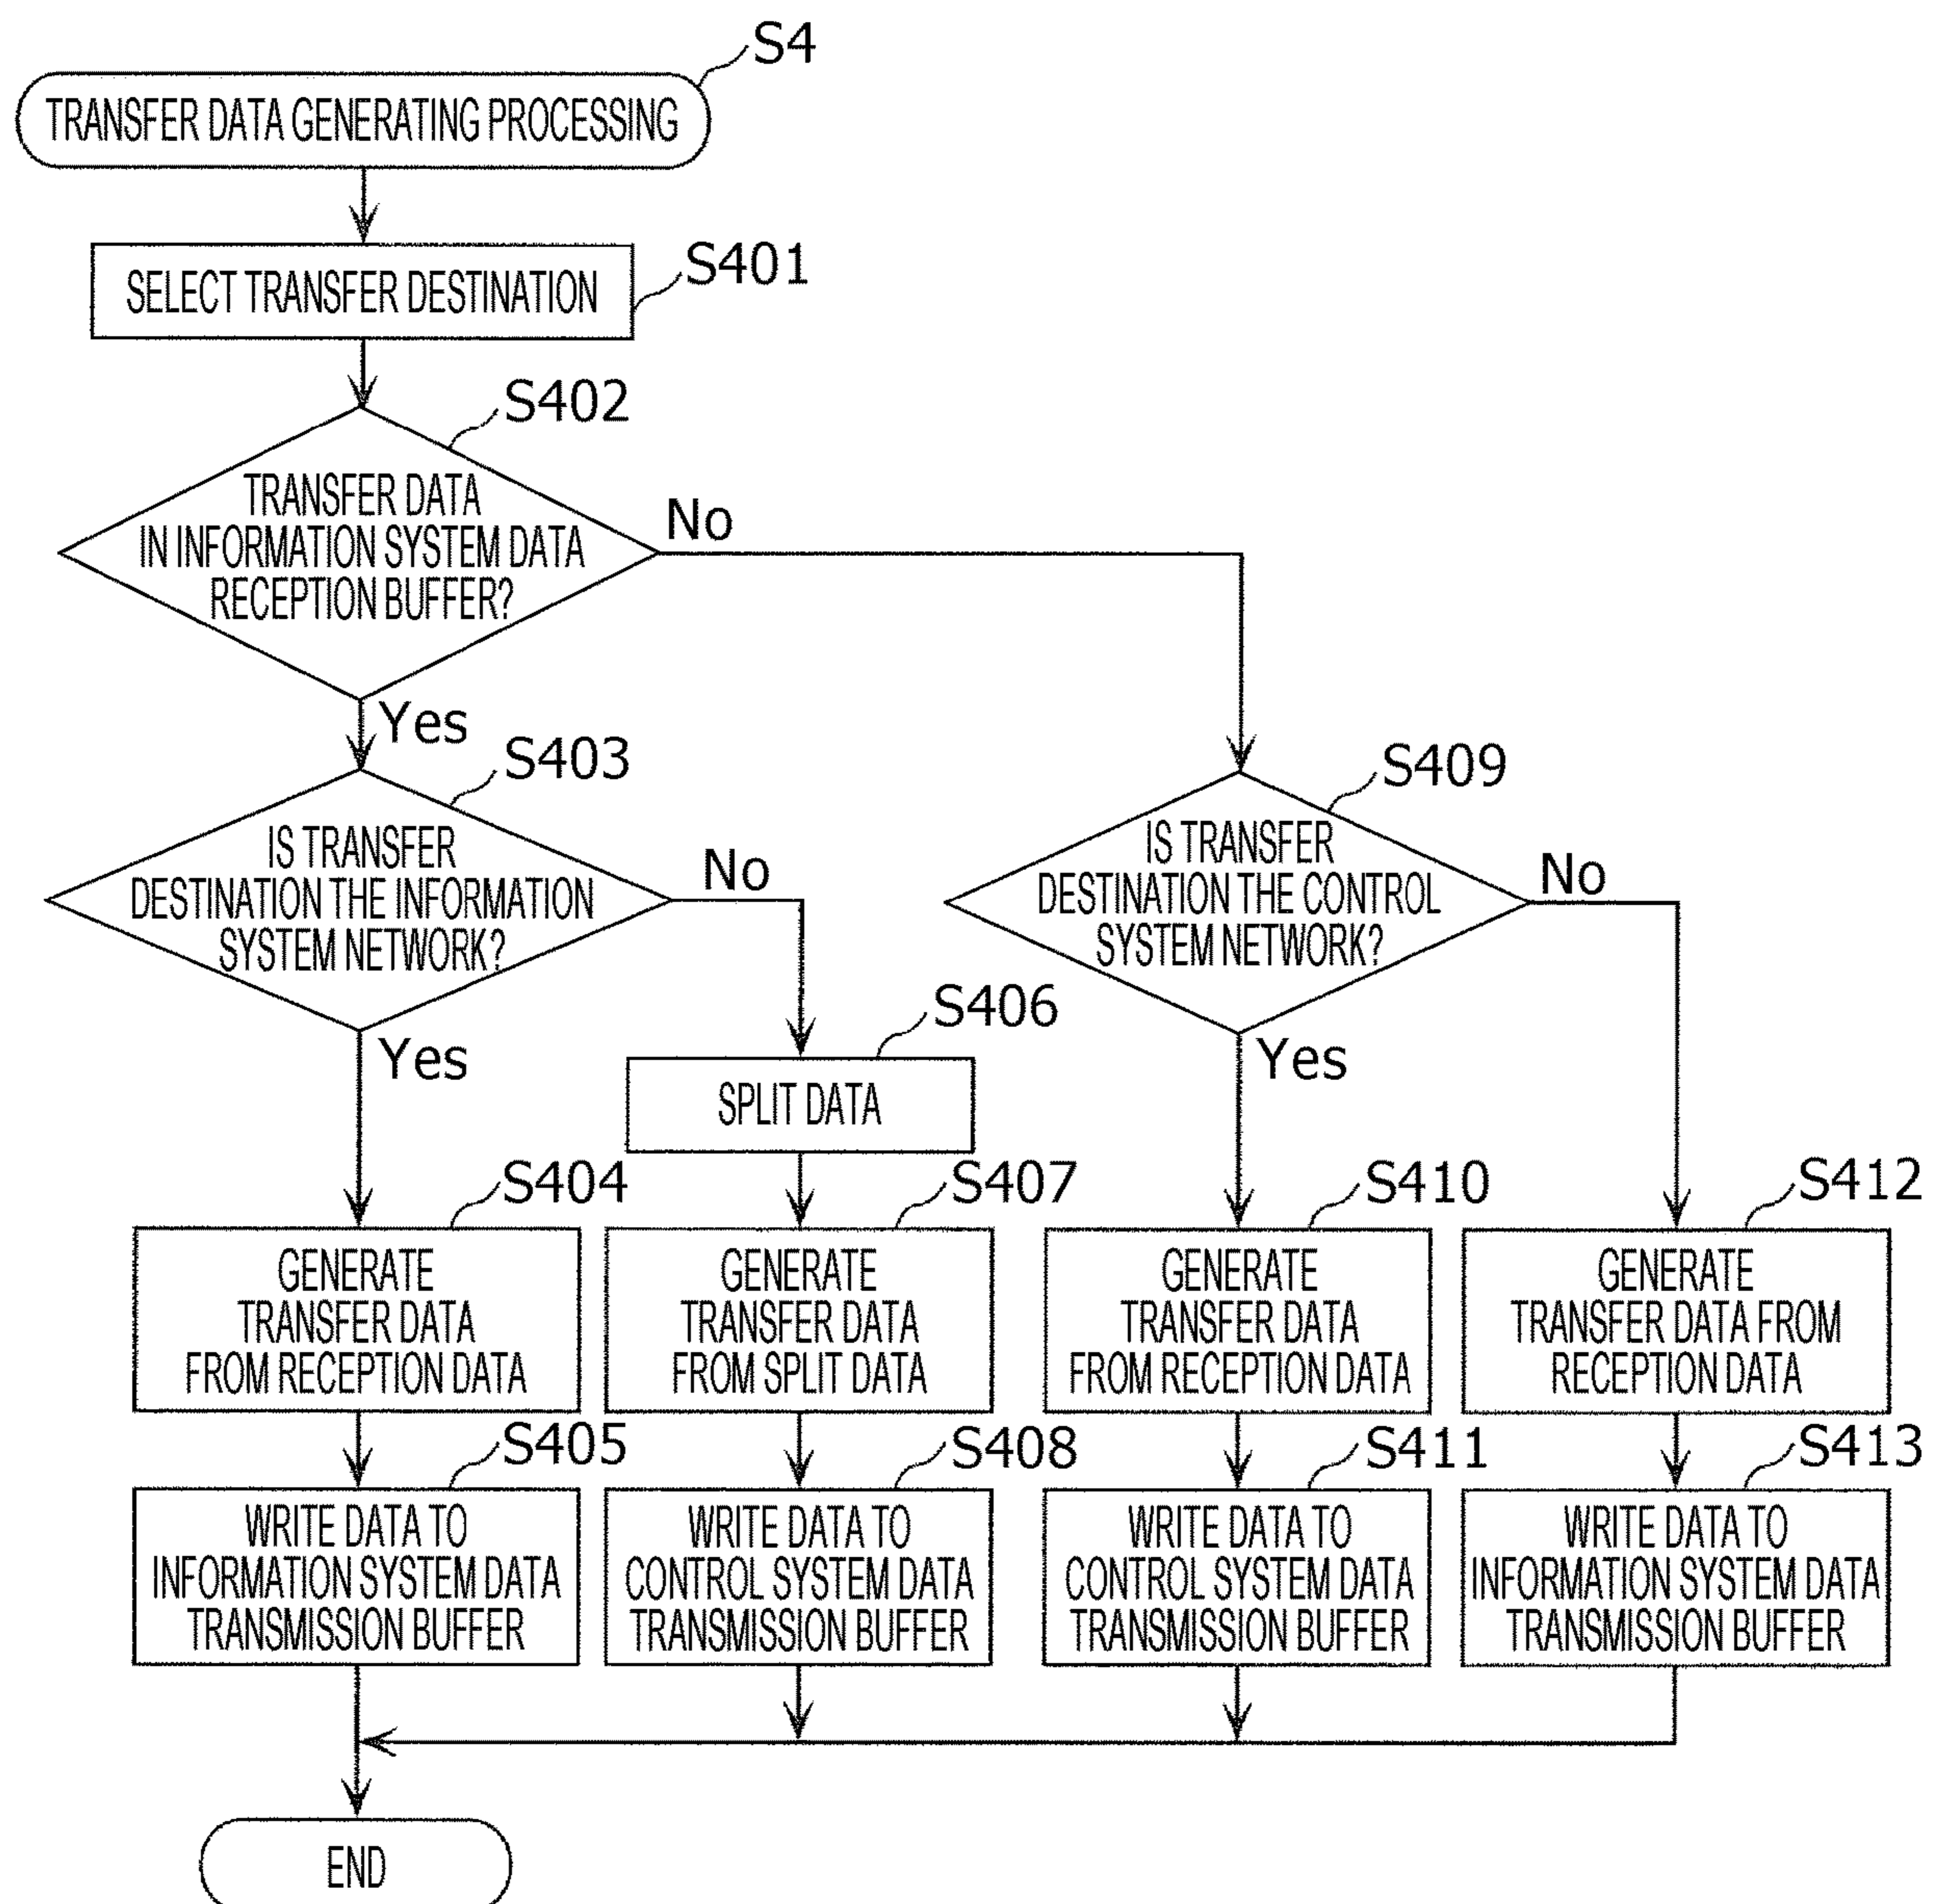 S4
TRANSFER DATA GENERATING PROCESSING
S401
SELECT TRANSFER DESTINATION
S402
TRANSFER DATA
IN INFORMATION SYSTEM DATA
RECEPTION BUFFER?
No
Yes
S403
IS TRANSFER
DESTINATION THE INFORMATION
SYSTEM NETWORK?
No
Yes
S409
IS TRANSFER
DESTINATION THE CONTROL
SYSTEM NETWORK?
No
Yes
S406
SPLIT DATA
S404
GENERATE
TRANSFER DATA
FROM RECEPTION DATA
S407
GENERATE
TRANSFER DATA
FROM SPLIT DATA
S410
GENERATE
TRANSFER DATA
FROM RECEPTION DATA
S412
GENERATE
TRANSFER DATA FROM
RECEPTION DATA
S405
WRITE DATA TO
INFORMATION SYSTEM DATA
TRANSMISSION BUFFER
S408
WRITE DATA TO
CONTROL SYSTEM DATA
TRANSMISSION BUFFER
S411
WRITE DATA TO
CONTROL SYSTEM DATA
TRANSMISSION BUFFER
S413
WRITE DATA TO
INFORMATION SYSTEM DATA
TRANSMISSION BUFFER
END